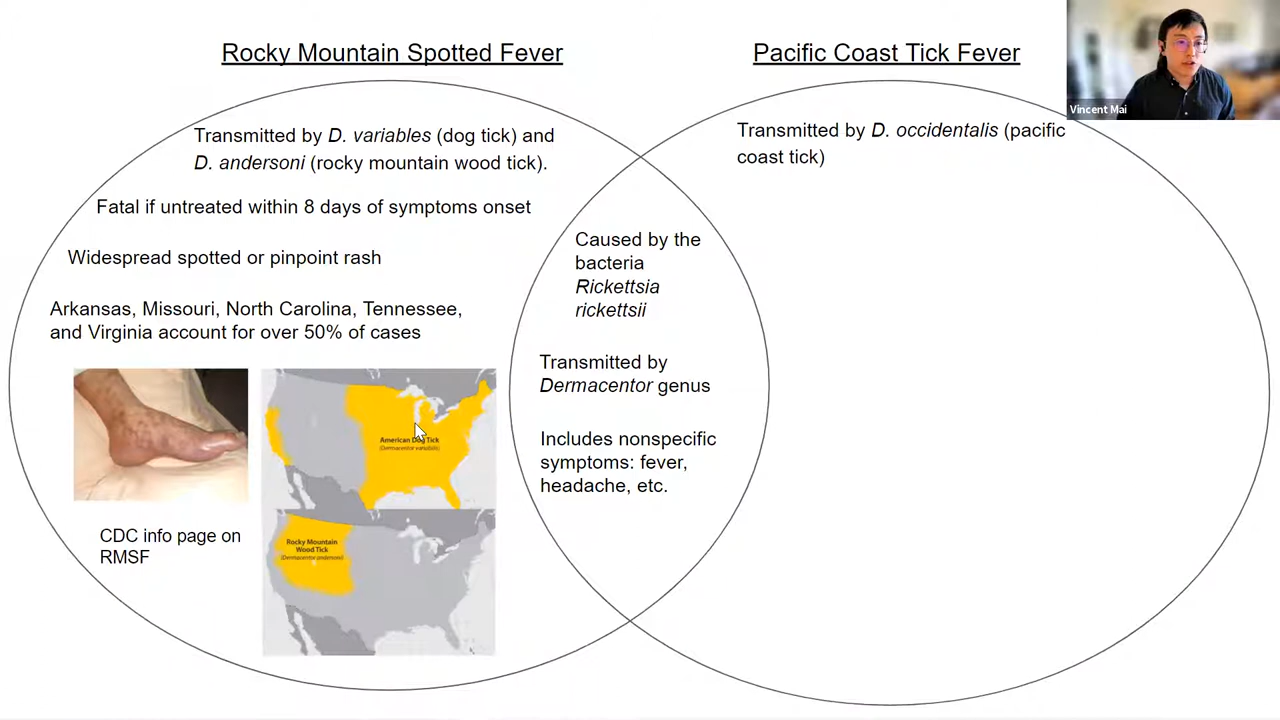 Rocky Mountain Spotted Fever
Pacific Coast Tick Fever
Vincent Mai
Transmitted by D. variables (dog tick) and
D. andersoni (rocky mountain wood tick).
Fatal if untreated within 8 days of symptoms onset
Widespread spotted or pinpoint rash
Arkansas, Missouri, North Carolina, Tennessee,
and Virginia account for over 50% of cases
American Dog Tick
(Dermacentor variabilis)
Rocky Mountain
Wood Tick
(Dermacentor andersoni)
CDC info page on
RMSF
Caused by the
bacteria
Rickettsia
rickettsii
Transmitted by
Dermacentor genus
Includes nonspecific
symptoms: fever,
headache, etc.
Transmitted by D. occidentalis (pacific
coast tick)